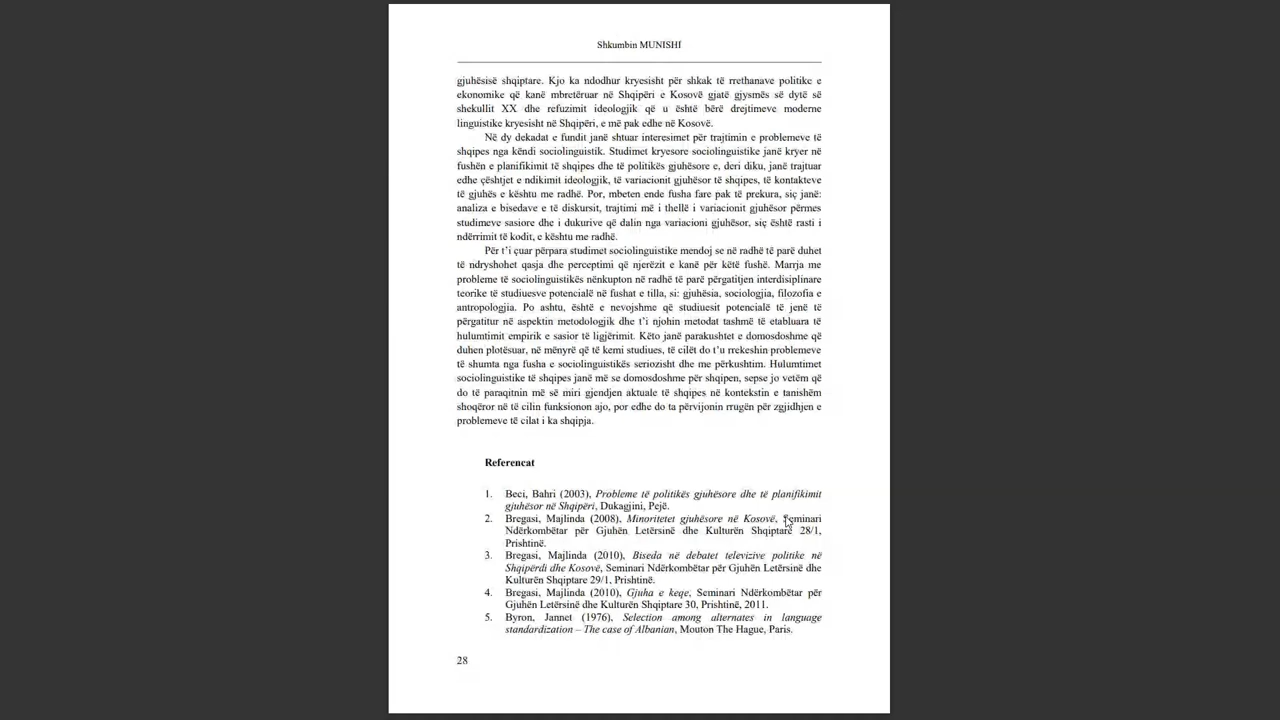 Shkumbin MUNISHI
gjuhësisë shqiptare. Kjo ka ndodhur kryesisht për shkak të rrethanave politike e
ekonomike që kanë mbretëruar në Shqipëri e Kosovë gjatë gjysmës së dytë së
shekullit XX dhe refuzimit ideologjik që u është bërë drejtimeve moderne
linguistike kryesisht në Shqipëri, e më pak edhe në Kosovë.
Në dy dekadat e fundit janë shtuar interesimet për trajtimin e problemeve të
shqipes nga këndi sociolinguistik. Studimet kryesore sociolinguistike janë kryer në
fushën e planifikimit të shqipes dhe të politikës gjuhësore e, deri diku, janë trajtuar
edhe çështjet e ndikimit ideologjik, të variacionit gjuhësor të shqipes, të kontakteve
të gjuhës e kështu me radhë. Por, mbeten ende fusha fare pak të prekura, siç janë:
analiza e bisedave e të diskursit, trajtimi më i thellë i variacionit gjuhësor përmes
studimeve sasiore dhe i dukurive që dalin nga variacioni gjuhësor, siç është rasti i
ndërrimit të kodit, e kështu me radhë.
Për t’i çuar përpara studimet sociolinguistike mendoj se në radhë të parë duhet
të ndryshohet qasja dhe perceptimi që njerëzit e kanë për këtë fushë. Marrja me
probleme të sociolinguistikës nënkupton në radhë të parë përgatitjen interdisiplinare
teorike të studiuesve potencialë në fushat e tilla, si: gjuhësia, sociologjia, filozofia e
antropologjia. Po ashtu, është e nevojshme që studiuesit potencialë të jenë të
përgatitur në aspektin metodologjik dhe t’i njohin metodat tashmë të etabluara të
hulumtimit empirik e sasior të ligjërimit. Këto janë parakushtet e domosdoshme që
duhen plotësuar, në mënyrë që të kemi studiues, të cilët do t’u rrekeshin problemeve
të shumta nga fusha e sociolinguistikës seriozisht dhe me përkushtim. Hulumtimet
sociolinguistike të shqipes janë më se domosdoshme për shqipen, sepse jo vetëm që
do të paraqitnin më së miri gjendjen aktuale të shqipes në kontekstin e tanishëm
shoqëror në të cilin funksionon ajo, por edhe do ta përvijonin rrugën për zgjidhjen e
problemeve të cilat i ka shqipja.
Referencat
1. Beci, Bahri (2003), Probleme të politikës gjuhësore dhe të planifikimit
gjuhësor në Shqipëri, Dukagjini, Pejë.
2. Bregasi, Majlinda (2008), Minoritetet gjuhësore në Kosovë, Seminari
Ndërkombëtar për Gjuhën Letërsinë dhe Kulturën Shqiptare 28/1,
Prishtinë.
3. Bregasi, Majlinda (2010), Biseda në debatet televizive politike në
Shqipërdi dhe Kosovë, Seminari Ndërkombëtar për Gjuhën Letërsinë dhe
Kulturën Shqiptare 29/1, Prishtinë.
4. Bregasi, Majlinda (2010), Gjuha e keqe, Seminari Ndërkombëtar për
Gjuhën Letërsinë dhe Kulturën Shqiptare 30, Prishtinë, 2011.
5. Byron, Jannet (1976), Selection among alternates in language
standardization – The case of Albanian, Mouton The Hague, Paris.
28